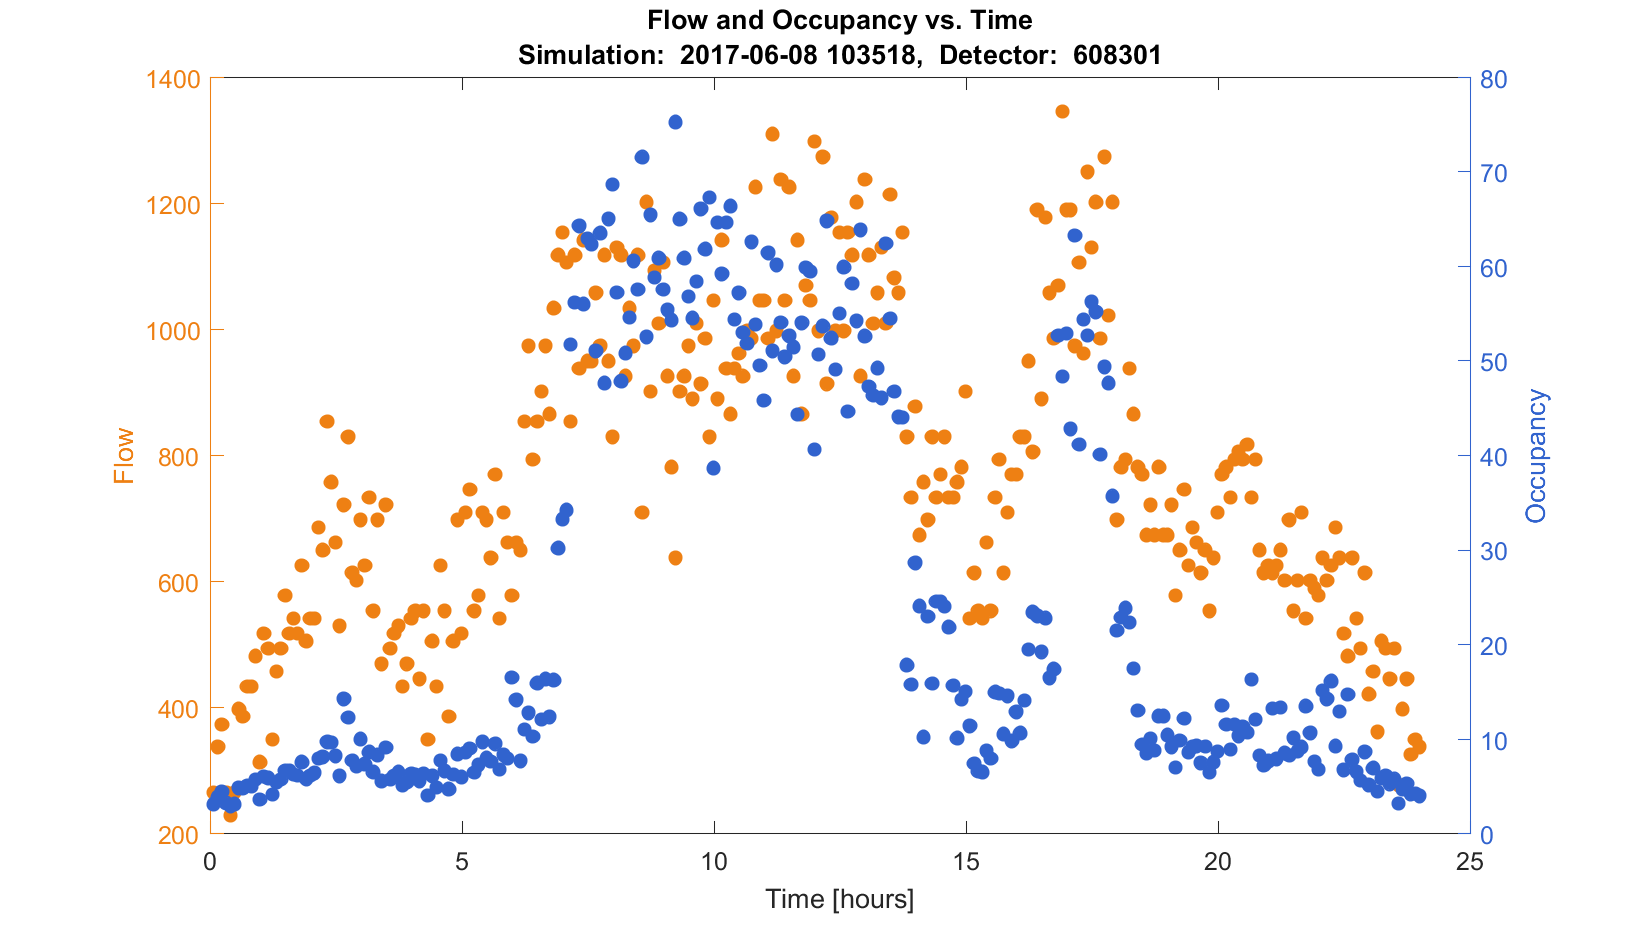 Flow and Occupancy vs. Time
Simulation:  2017-06-08 103518,  Detector:  608301
1400
1200
1000
800
600
400
200
Flow
80
70
60
50
40
30
20
10
0
Occupancy
0 5 10 15 20 25
Time [hours]